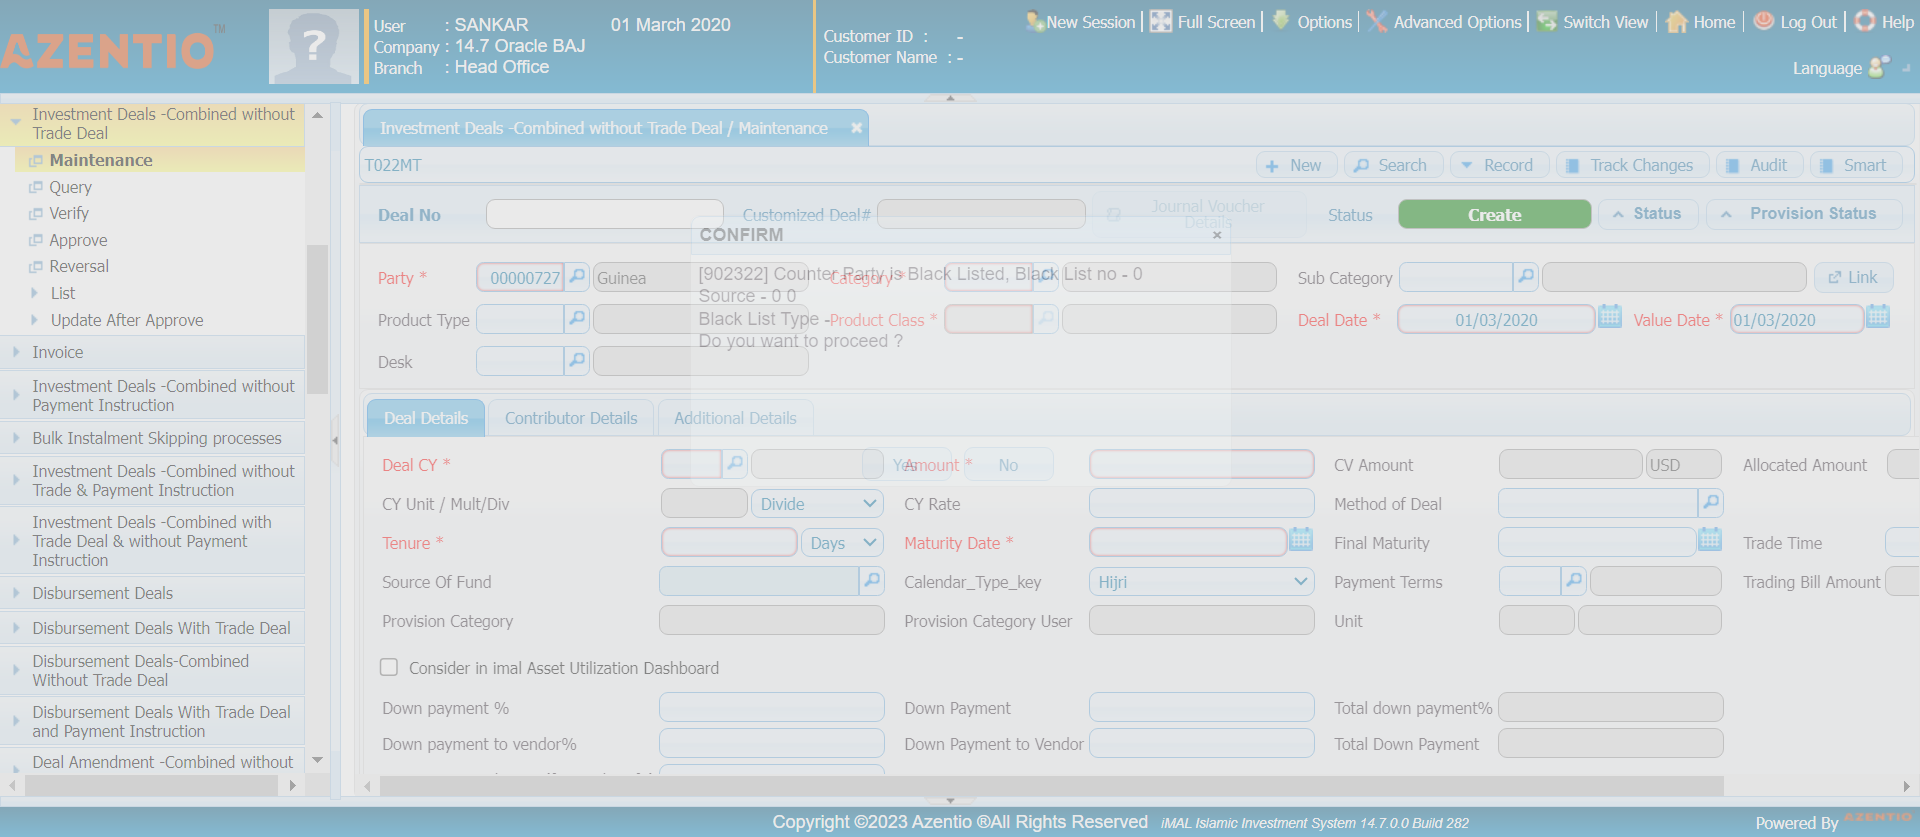 AZENTIO TM
User : SANKAR 01 March 2020
Company : 14.7 Oracle BAJ
Branch : Head Office
Customer ID : -
Customer Name : -
New Session Full Screen Options Advanced Options Switch View Home Log Out Help
Language
Investment Deals -Combined without
Trade Deal
Maintenance
Query
Verify
Approve
Reversal
List
Update After Approve
Invoice
Investment Deals -Combined without
Payment Instruction
Bulk Instalment Skipping processes
Investment Deals -Combined without
Trade & Payment Instruction
Investment Deals -Combined with
Trade Deal & without Payment
Instruction
Disbursement Deals
Disbursement Deals With Trade Deal
Disbursement Deals-Combined
Without Trade Deal
Disbursement Deals With Trade Deal
and Payment Instruction
Deal Amendment -Combined without
Investment Deals -Combined without Trade Deal / Maintenance
T022MT
New Search Record Track Changes Audit Smart
Deal No Customized Deal# Journal Voucher Details Status Create Status Provision Status
CONFIRM
[902322] Counter Party is Black Listed, Black List no - 0
Source - 0 0
Black List Type -
Do you want to proceed ?
Yes No
Party * 00000727 Guinea Category * Sub Category Link
Product Type Product Class * Deal Date * 01/03/2020 Value Date * 01/03/2020
Desk
Deal Details Contributor Details Additional Details
Deal CY * Amount * CV Amount USD Allocated Amount
CY Unit / Mult/Div Divide CY Rate Method of Deal
Tenure * Days Maturity Date * Final Maturity Trade Time
Source Of Fund Calendar_Type_key Hijri Payment Terms Trading Bill Amount
Provision Category Provision Category User Unit
Consider in imal Asset Utilization Dashboard
Down payment % Down Payment Total down payment%
Down payment to vendor% Down Payment to Vendor Total Down Payment
Copyright ©2023 Azentio ®All Rights Reserved iMAL Islamic Investment System 14.7.0.0 Build 282
Powered By AZENTIO